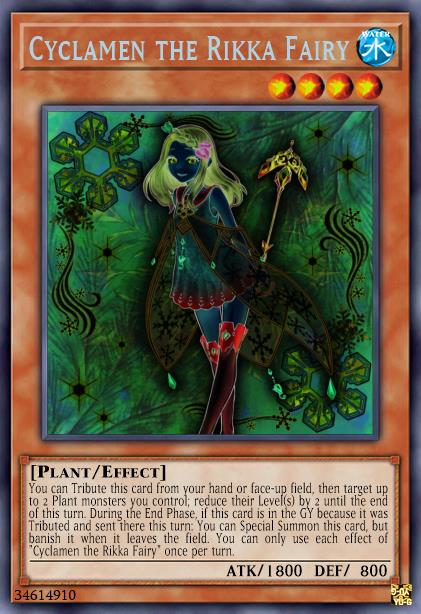 CYCLAMEN THE RIKKA FAIRY
WATER
水
[PLANT/EFFECT]
You can Tribute this card from your hand or face-up field, then target up
to 2 Plant monsters you control; reduce their Level(s) by 2 until the end
of this turn. During the End Phase, if this card is in the GY because it was
Tributed and sent there this turn: You can Special Summon this card, but
banish it when it leaves the field. You can only use each effect of
"Cyclamen the Rikka Fairy" once per turn.
ATK/1800 DEF/ 800
34614910